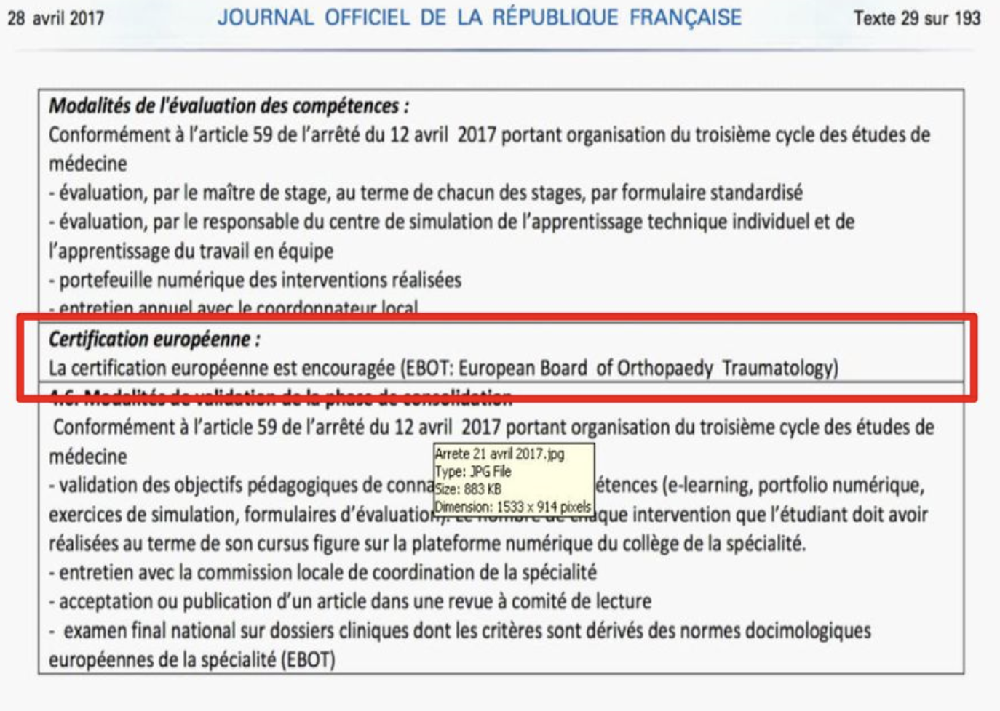 28 avril 2017 JOURNAL OFFICIEL DE LA RÉPUBLIQUE FRANÇAISE Texte 29 sur 193
Modalités de l'évaluation des compétences :
Conformément à l'article 59 de l'arrêté du 12 avril 2017 portant organisation du troisième cycle des études de
médecine
- évaluation, par le maître de stage, au terme de chacun des stages, par formulaire standardisé
- évaluation, par le responsable du centre de simulation de l'apprentissage technique individuel et de
l'apprentissage du travail en équipe
- portefeuille numérique des interventions réalisées
- entretien annuel avec le coordonnateur local
Certification européenne :
La certification européenne est encouragée (EBOT: European Board of Orthopaedy Traumatology)
4.6. Modalités de validation de la phase de consolidation
Conformément à l'article 59 de l'arrêté du 12 avril 2017 portant organisation du troisième cycle des études de
médecine
Arrete 21 avril 2017.jpg
Type: JPG File
Size: 883 KB
Dimension: 1533 x 914 pixels
- validation des objectifs pédagogiques de conna étences (e-learning, portfolio numérique,
exercices de simulation, formulaires d'évaluation). Le nombre de chaque intervention que l'étudiant doit avoir
réalisées au terme de son cursus figure sur la plateforme numérique du collège de la spécialité.
- entretien avec la commission locale de coordination de la spécialité
- acceptation ou publication d'un article dans une revue à comité de lecture
- examen final national sur dossiers cliniques dont les critères sont dérivés des normes docimologiques
européennes de la spécialité (EBOT)